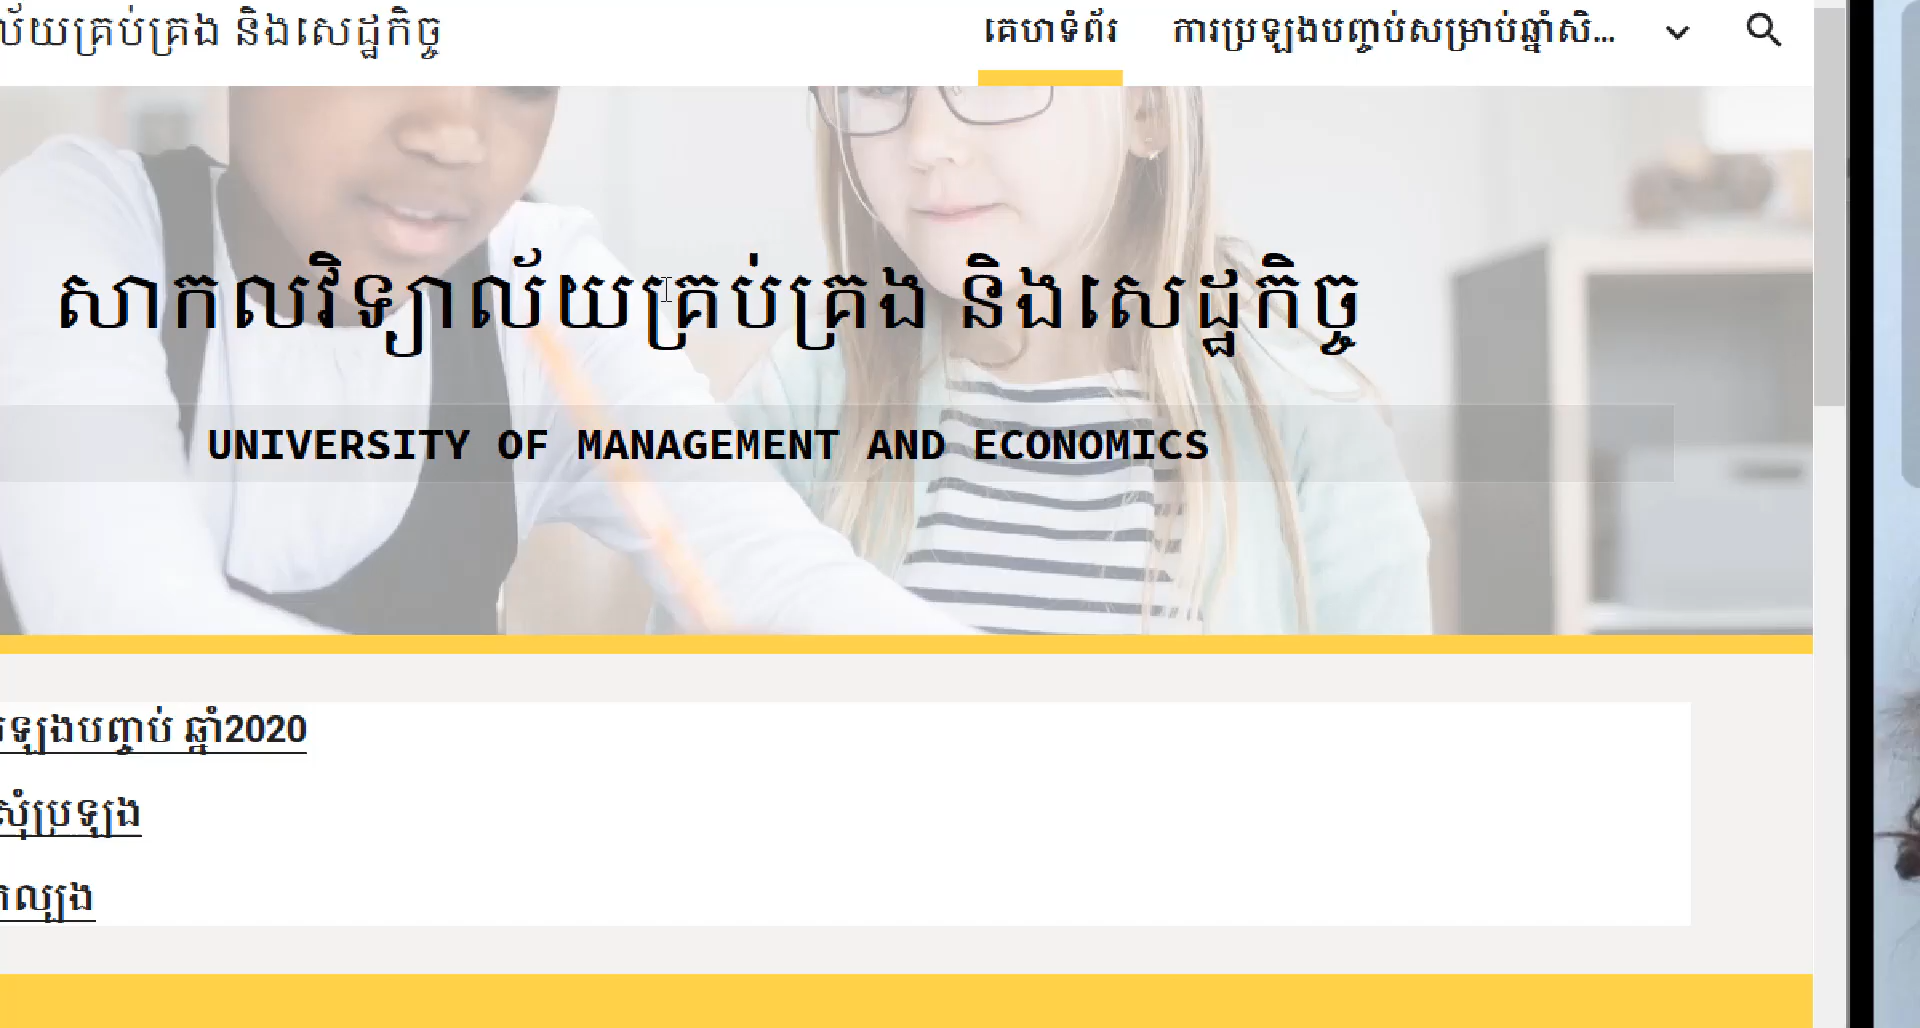 ល័យគ្រប់គ្រង និងសេដ្ឋកិច្ច
គេហទំព័រ
ការប្រឡងបញ្ចប់សម្រាប់ឆ្នាំសិ...
សាកលវិទ្យាល័យគ្រប់គ្រង និងសេដ្ឋកិច្ច
UNIVERSITY OF MANAGEMENT AND ECONOMICS
ប្រឡងបញ្ចប់ ឆ្នាំ2020
សុំប្រឡង
កល្បង